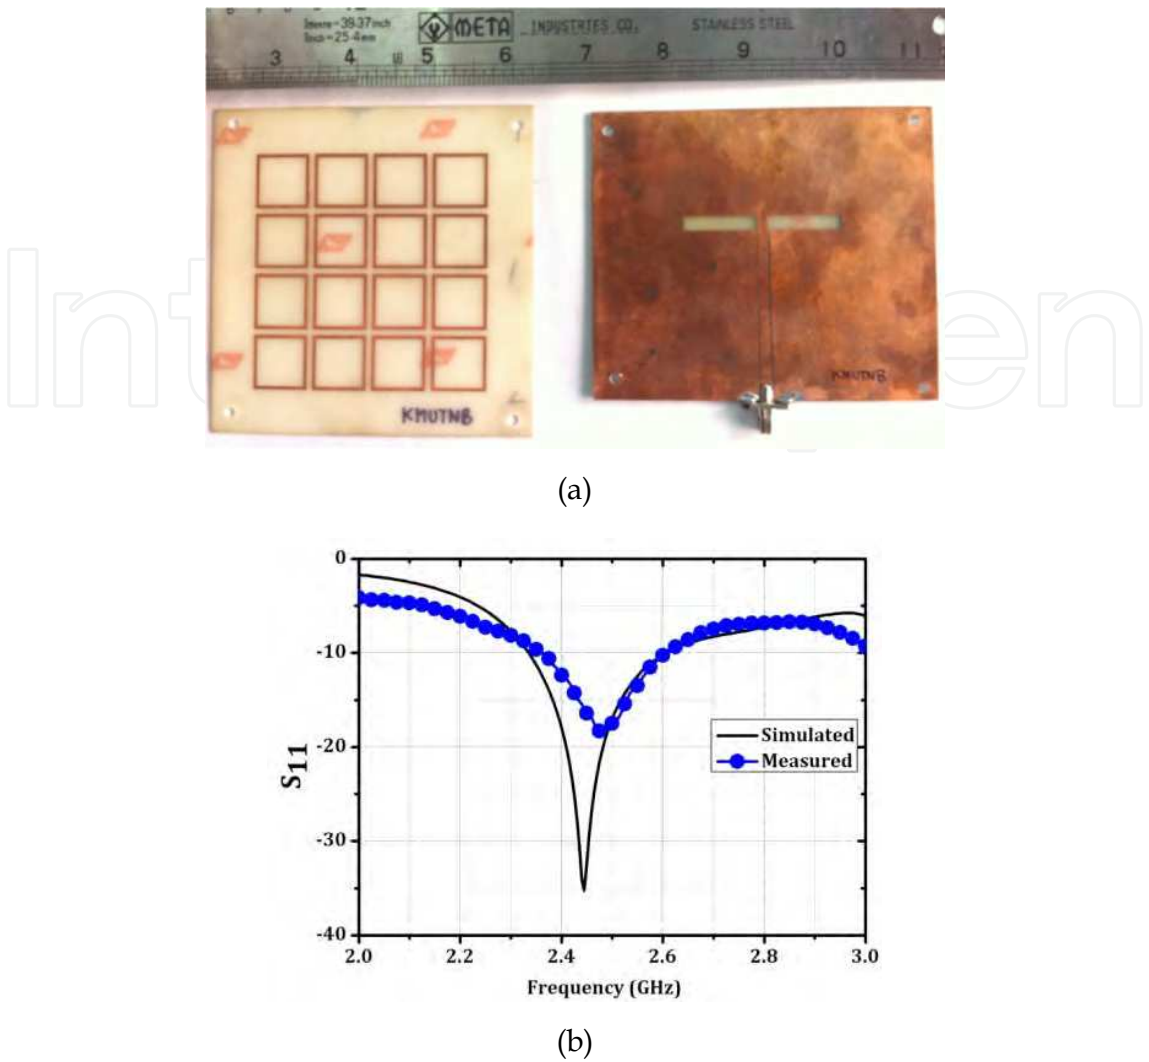 1metre=39.37inch
META INDUSTRIES CO.
STAINLESS STEEL
1inch=25.4mm
3 4 5 6 7 8 9 10 11
KMUTNB
KMUTNB
(a)
0
-10
-20
-30
-40
S11
Simulated
Measured
2.0 2.2 2.4 2.6 2.8 3.0
Frequency (GHz)
(b)